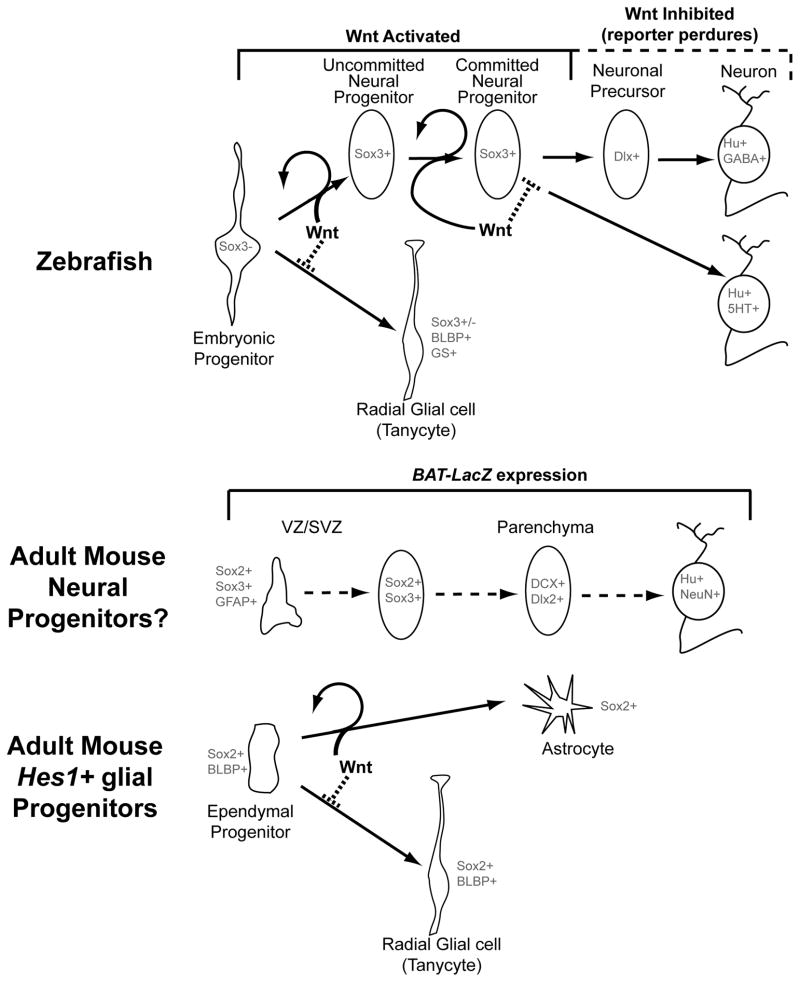 Wnt Inhibited
(reporter perdures)
Wnt Activated
Uncommitted
Neural
Progenitor
Committed
Neural
Progenitor
Neuronal
Precursor
Neuron
Sox3+
Sox3+
Dlx+
Hu+
GABA+
Zebrafish
Sox3-
Wnt
Wnt
Embryonic
Progenitor
Sox3+/-
BLBP+
GS+
Hu+
5HT+
Radial Glial cell
(Tanycyte)
BAT-LacZ expression
Adult Mouse
Neural
Progenitors?
VZ/SVZ
Parenchyma
Sox2+
Sox3+
GFAP+
Sox2+
Sox3+
DCX+
Dlx2+
Hu+
NeuN+
Adult Mouse
Hes1+ glial
Progenitors
Sox2+
BLBP+
Ependymal
Progenitor
Wnt
Sox2+
Astrocyte
Sox2+
BLBP+
Radial Glial cell
(Tanycyte)